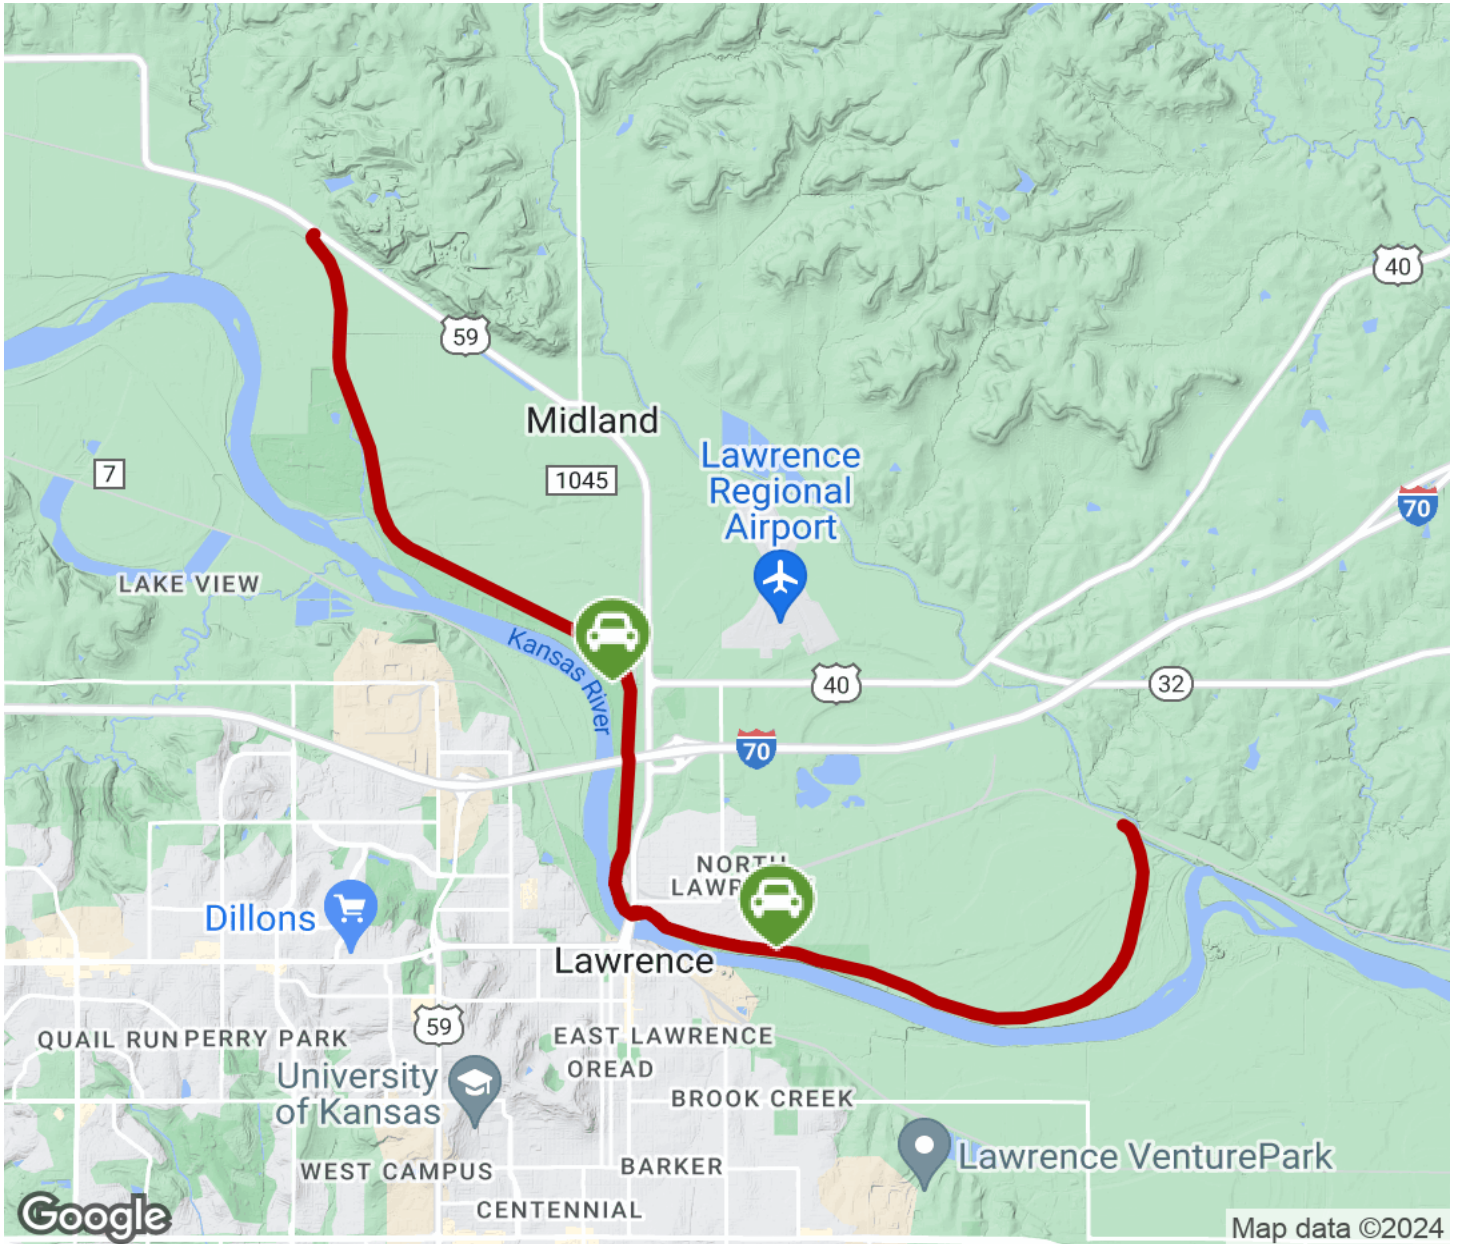 40
59
Midland
Lawrence
Regional
Airport
7
1045
70
LAKE VIEW
Kansas River
40
32
70
NORTH
Dillons
Lawrence
59
QUAIL RUN
PERRY PARK
EAST LAWRENCE
OREAD
University
of Kansas
BROOK CREEK
Lawrence VenturePark
WEST CAMPUS
BARKER
CENTENNIAL
Google
Map data ©2024